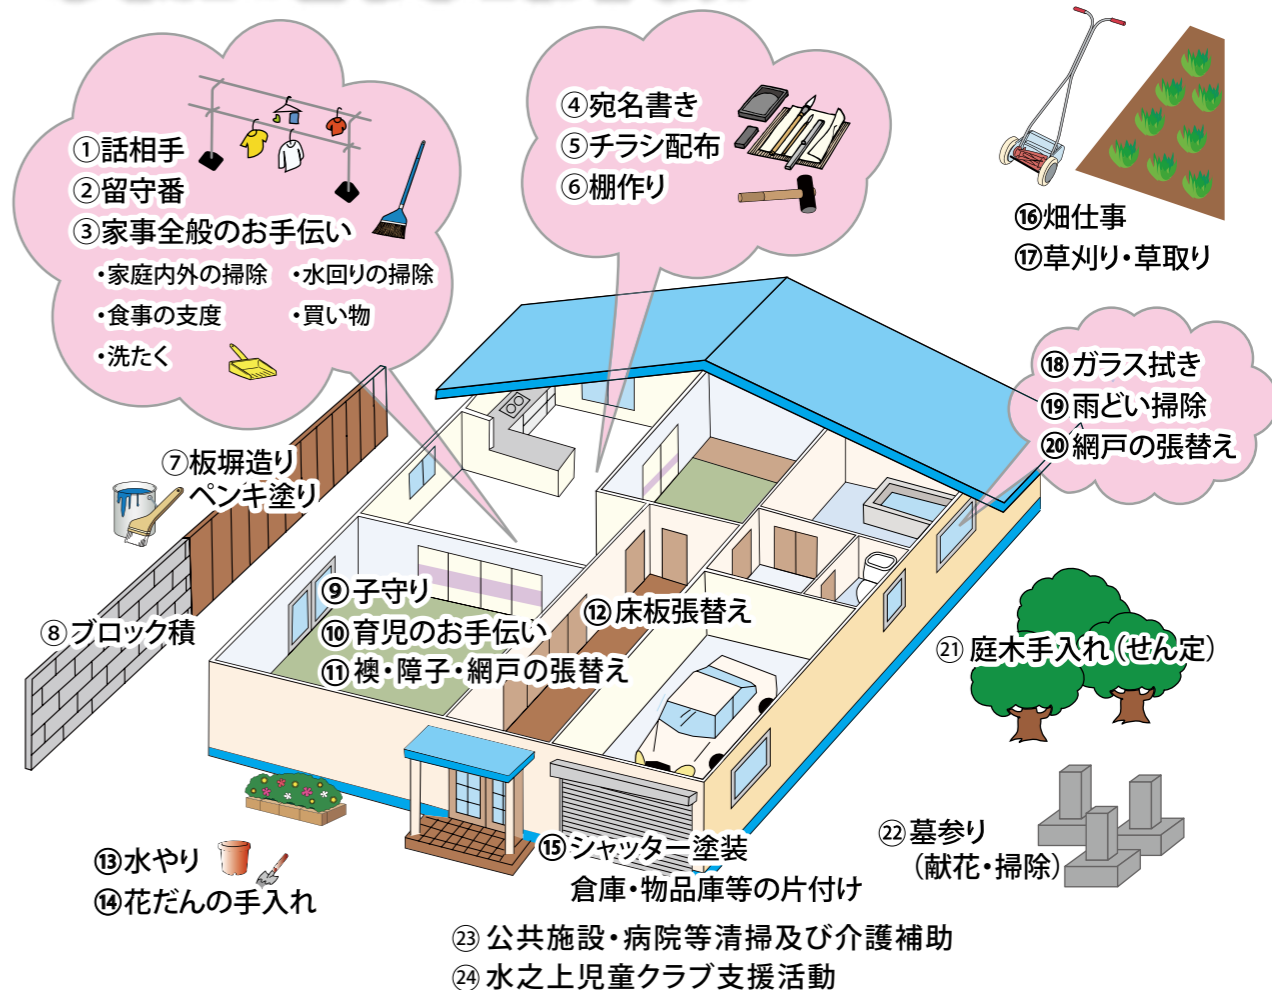 ①話相手
②留守番
③家事全般のお手伝い
・家庭内外の掃除 ・水回りの掃除
・食事の支度 ・買い物
・洗たく
④宛名書き
⑤チラシ配布
⑥棚作り
⑯畑仕事
⑰草刈り・草取り
⑱ガラス拭き
⑲雨どい掃除
⑳網戸の張替え
⑦板塀造り
ペンキ塗り
⑧ブロック積
⑨子守り
⑩育児のお手伝い
⑪襖・障子・網戸の張替え
⑫床板張替え
㉑庭木手入れ(せん定)
⑬水やり
⑭花だんの手入れ
⑮シャッター塗装
倉庫・物品庫等の片付け
㉒墓参り
(献花・掃除)
㉓公共施設・病院等清掃及び介護補助
㉔水之上児童クラブ支援活動